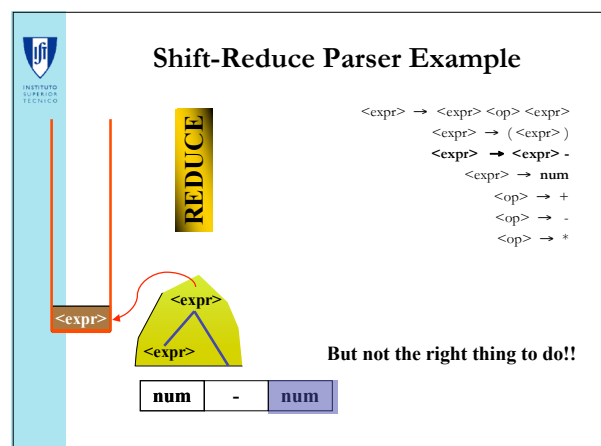 Shift-Reduce Parser Example
INSTITUTO
SUPERIOR
TÉCNICO
REDUCE
<expr> → <expr> <op> <expr>
<expr> → ( <expr> )
<expr> → <expr> -
<expr> → num
<op> → +
<op> → -
<op> → *
<expr>
<expr>
<expr>
But not the right thing to do!!
num - num